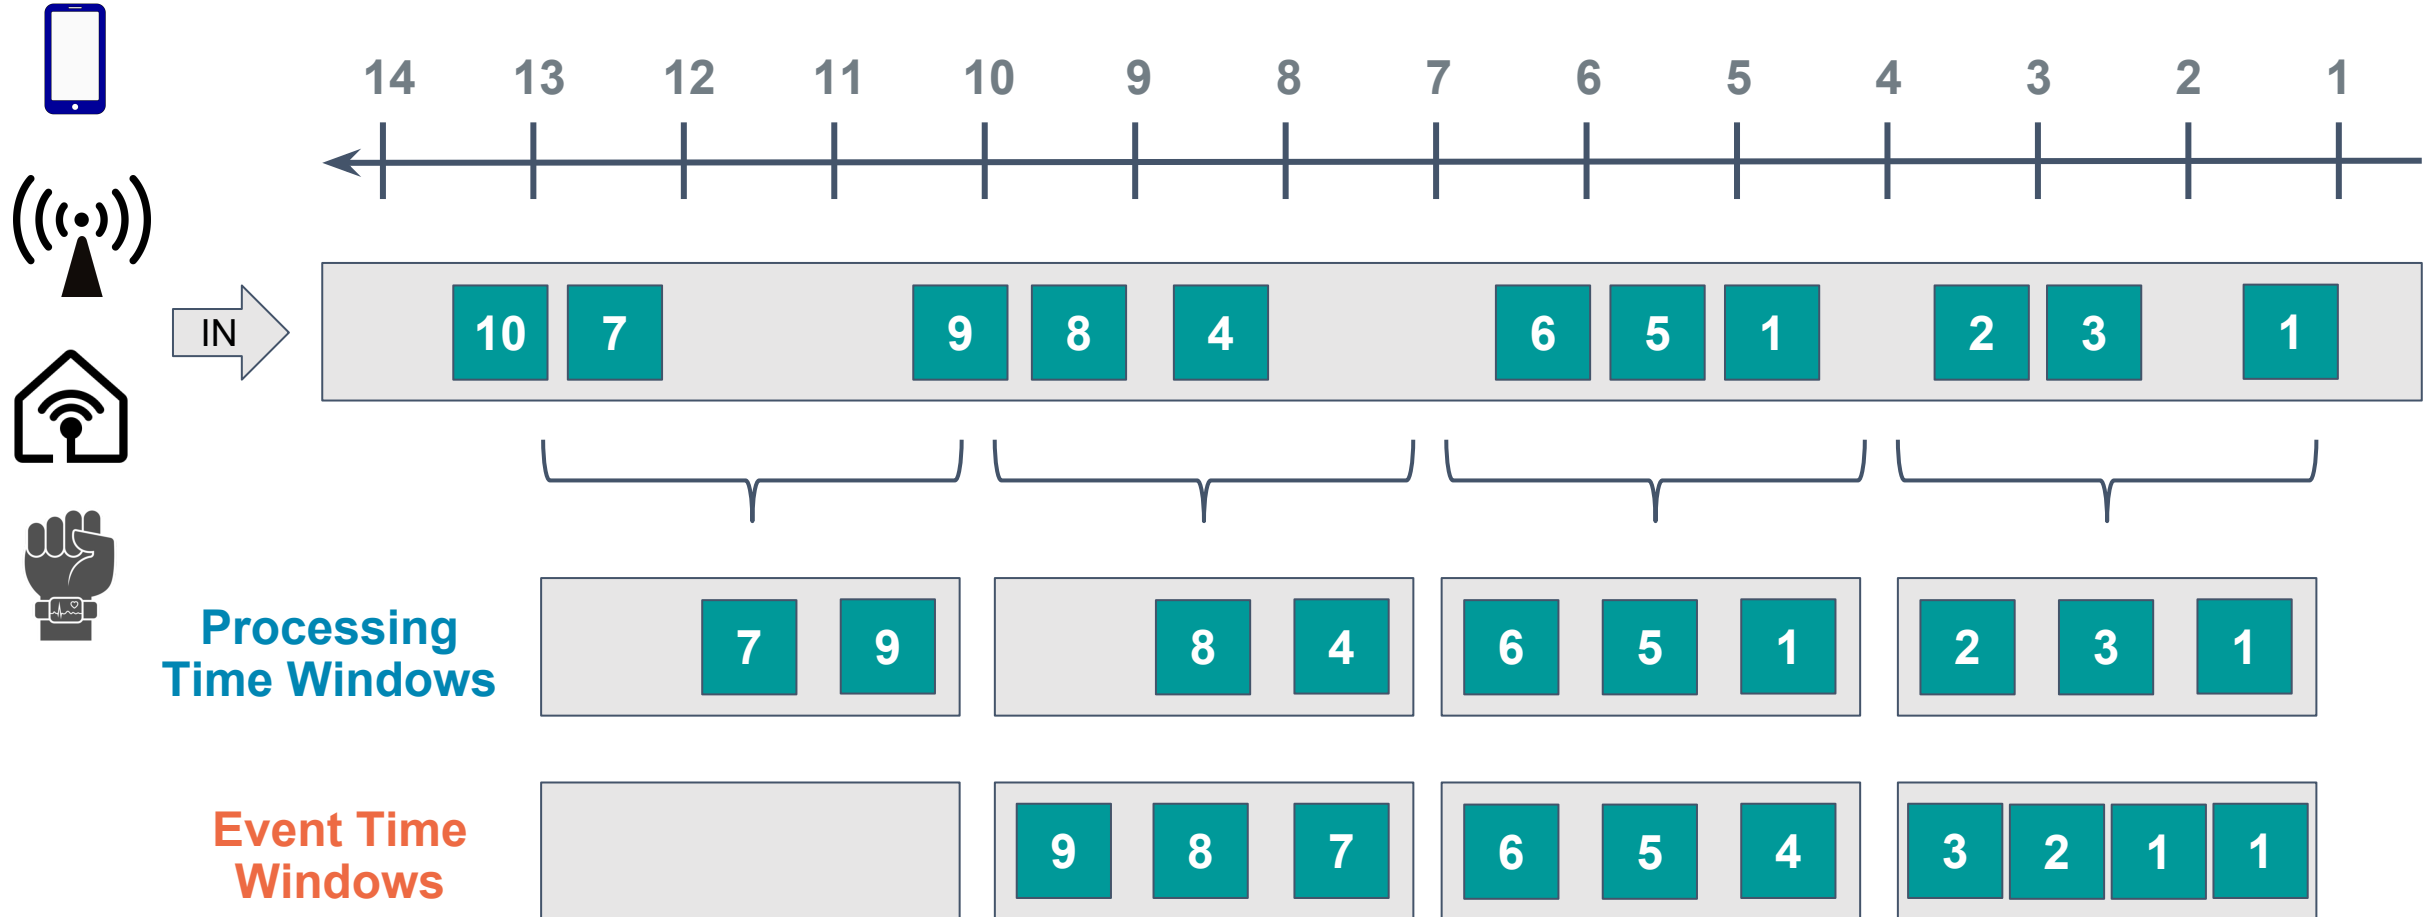 14 13 12 11 10 9 8 7 6 5 4 3 2 1
IN
10 7 9 8 4 6 5 1 2 3 1
Processing
Time Windows
7 9 8 4 6 5 1 2 3 1
Event Time
Windows
9 8 7 6 5 4 3 2 1 1